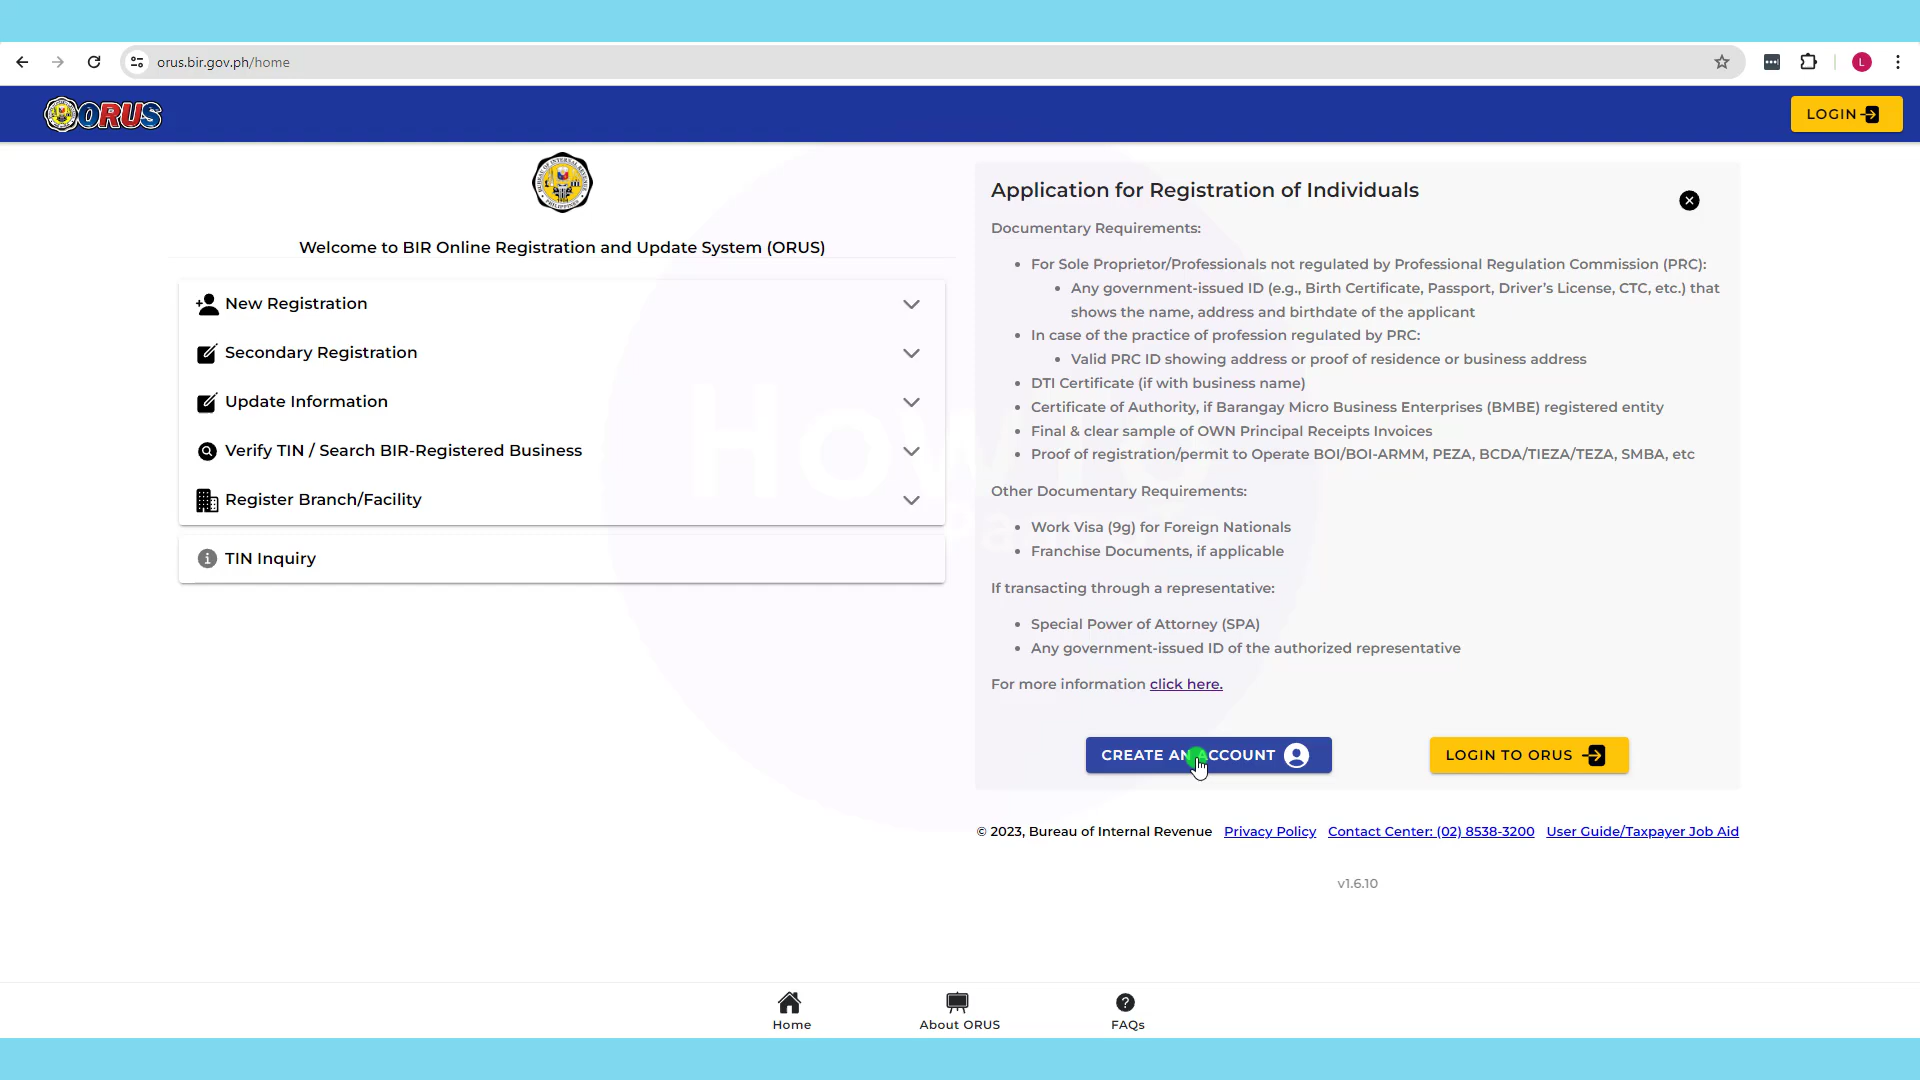 orus.bir.gov.ph/home
L
ORUS
LOGIN
Welcome to BIR Online Registration and Update System (ORUS)
New Registration
Secondary Registration
Update Information
Verify TIN / Search BIR-Registered Business
Register Branch/Facility
TIN Inquiry
Application for Registration of Individuals
Documentary Requirements:
For Sole Proprietor/Professionals not regulated by Professional Regulation Commission (PRC):
Any government-issued ID (e.g., Birth Certificate, Passport, Driver’s License, CTC, etc.) that
shows the name, address and birthdate of the applicant
In case of the practice of profession regulated by PRC:
Valid PRC ID showing address or proof of residence or business address
DTI Certificate (if with business name)
Certificate of Authority, if Barangay Micro Business Enterprises (BMBE) registered entity
Final & clear sample of OWN Principal Receipts Invoices
Proof of registration/permit to Operate BOI/BOI-ARMM, PEZA, BCDA/TIEZA/TEZA, SMBA, etc
Other Documentary Requirements:
Work Visa (9g) for Foreign Nationals
Franchise Documents, if applicable
If transacting through a representative:
Special Power of Attorney (SPA)
Any government-issued ID of the authorized representative
For more information click here.
CREATE AN ACCOUNT
LOGIN TO ORUS
© 2023, Bureau of Internal Revenue Privacy Policy Contact Center: (02) 8538-3200 User Guide/Taxpayer Job Aid
v1.6.10
Home
About ORUS
FAQs